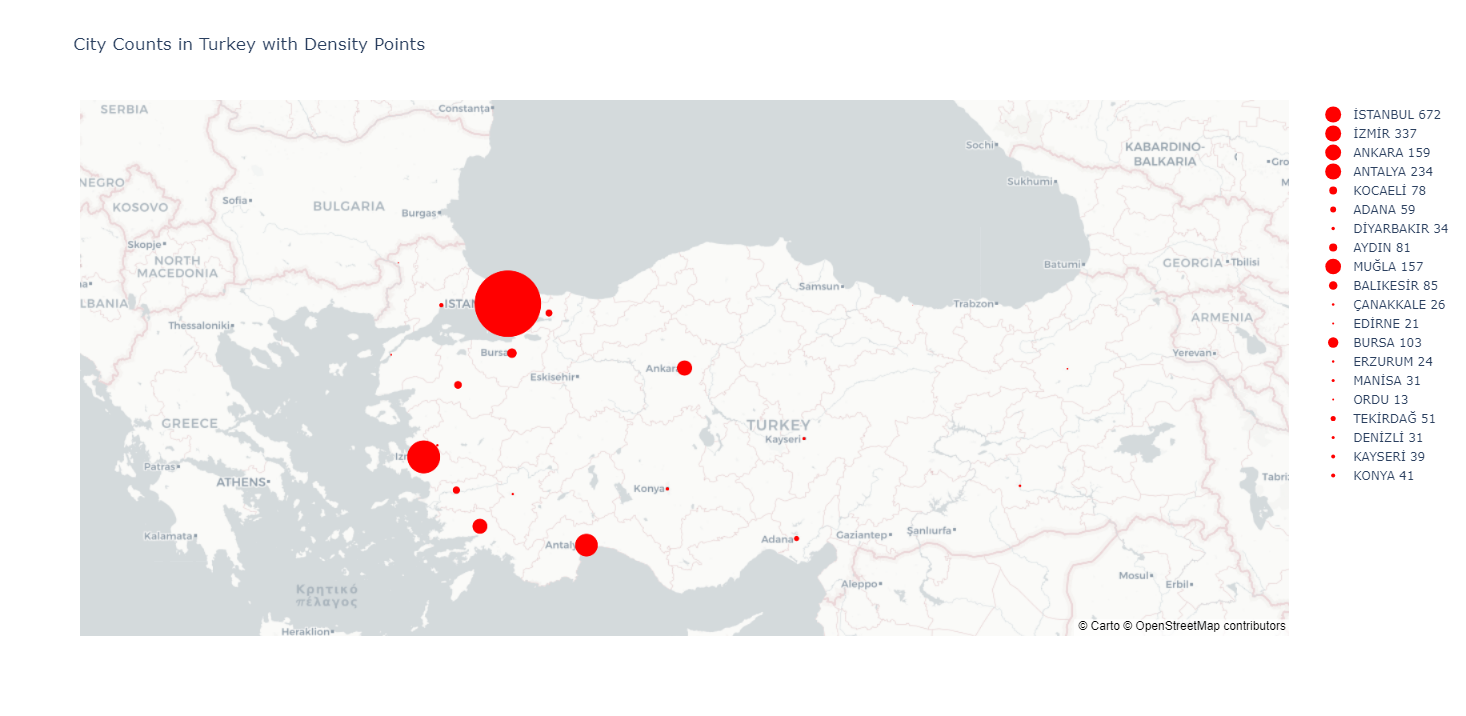 City Counts in Turkey with Density Points
SERBIA
Constanța
NEGRO
KOSOVO
Sofia
BULGARIA
Burgas
Skopje
NORTH
MACEDONIA
LBANIA
Thessaloniki
ISTAN
Bursa
Eskisehir
Ankara
GREECE
Patras
ATHENS
Kalamata
Izm
Konya
Antaly
TURKEY
Kayseri
Adana
Gaziantep
Şanlıurfa
Aleppo
Mosul
Erbil
Samsun
Trabzon
Batumi
Sochi
Sukhumi
KABARDINO-
BALKARIA
Gro
M
GEORGIA
Tbilisi
ARMENIA
Yerevan
Tabri
Κρητικό
πέλαγος
Heraklion
© Carto © OpenStreetMap contributors
İSTANBUL 672
İZMİR 337
ANKARA 159
ANTALYA 234
KOCAELİ 78
ADANA 59
DİYARBAKIR 34
AYDIN 81
MUĞLA 157
BALIKESİR 85
ÇANAKKALE 26
EDİRNE 21
BURSA 103
ERZURUM 24
MANİSA 31
ORDU 13
TEKİRDAĞ 51
DENİZLİ 31
KAYSERİ 39
KONYA 41